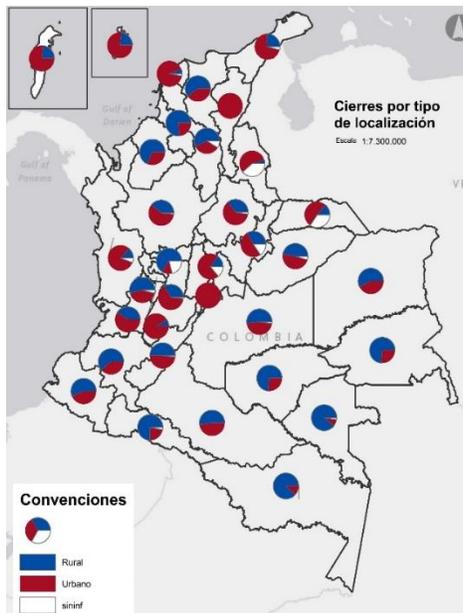 Gulf of
Darien
Gulf of
Panama
Cierres por tipo
de localización
Escala 1:7.300.000
VE
COLOMBIA
Convenciones
Rural
Urbano
sininf